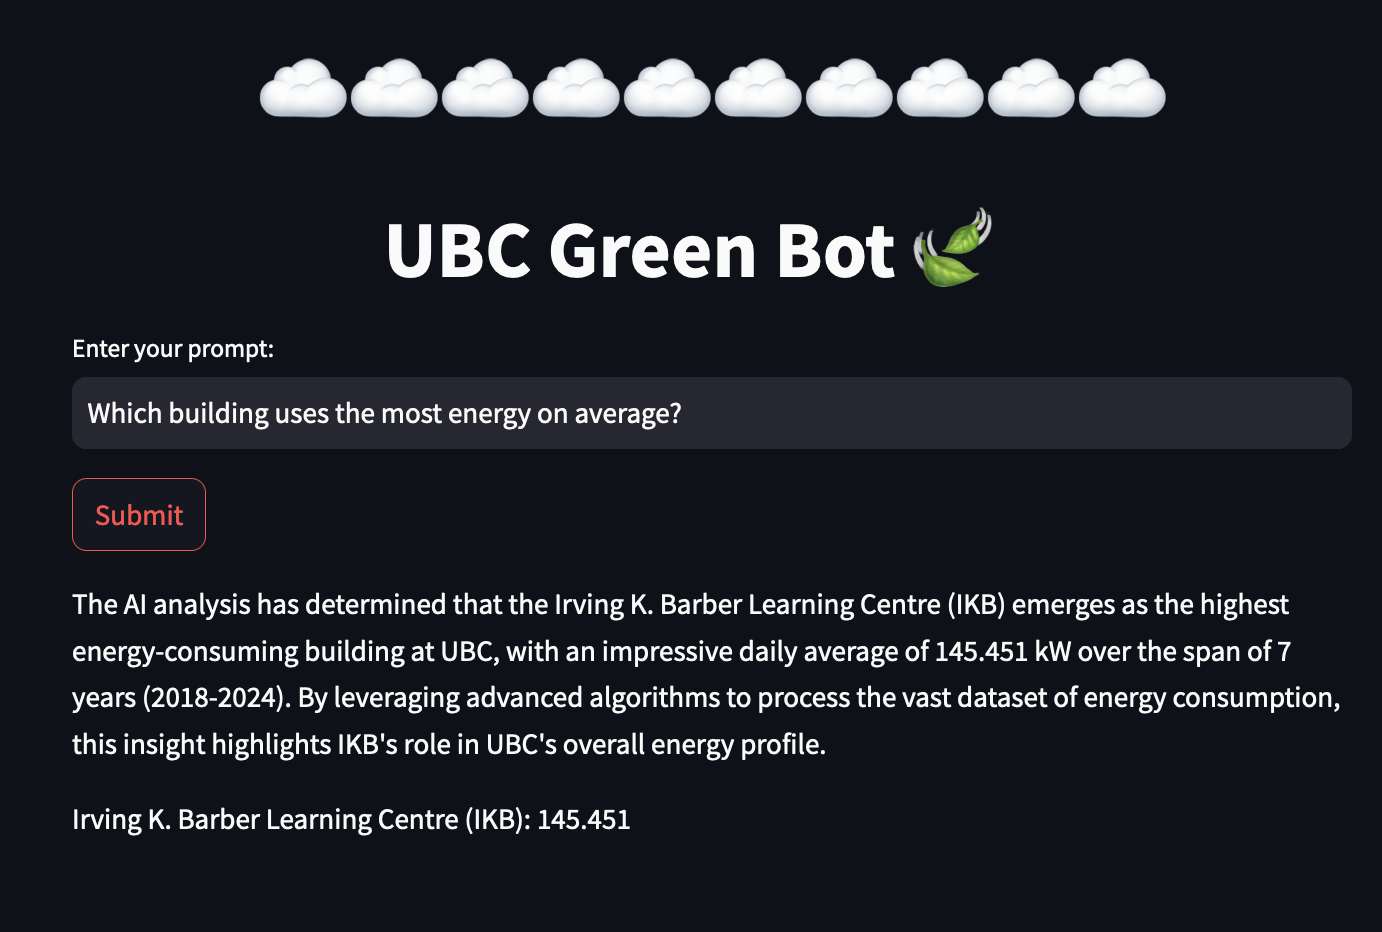 UBC Green Bot
Enter your prompt:
Which building uses the most energy on average?
Submit
The AI analysis has determined that the Irving K. Barber Learning Centre (IKB) emerges as the highest
energy-consuming building at UBC, with an impressive daily average of 145.451 kW over the span of 7
years (2018-2024). By leveraging advanced algorithms to process the vast dataset of energy consumption,
this insight highlights IKB's role in UBC's overall energy profile.
Irving K. Barber Learning Centre (IKB): 145.451